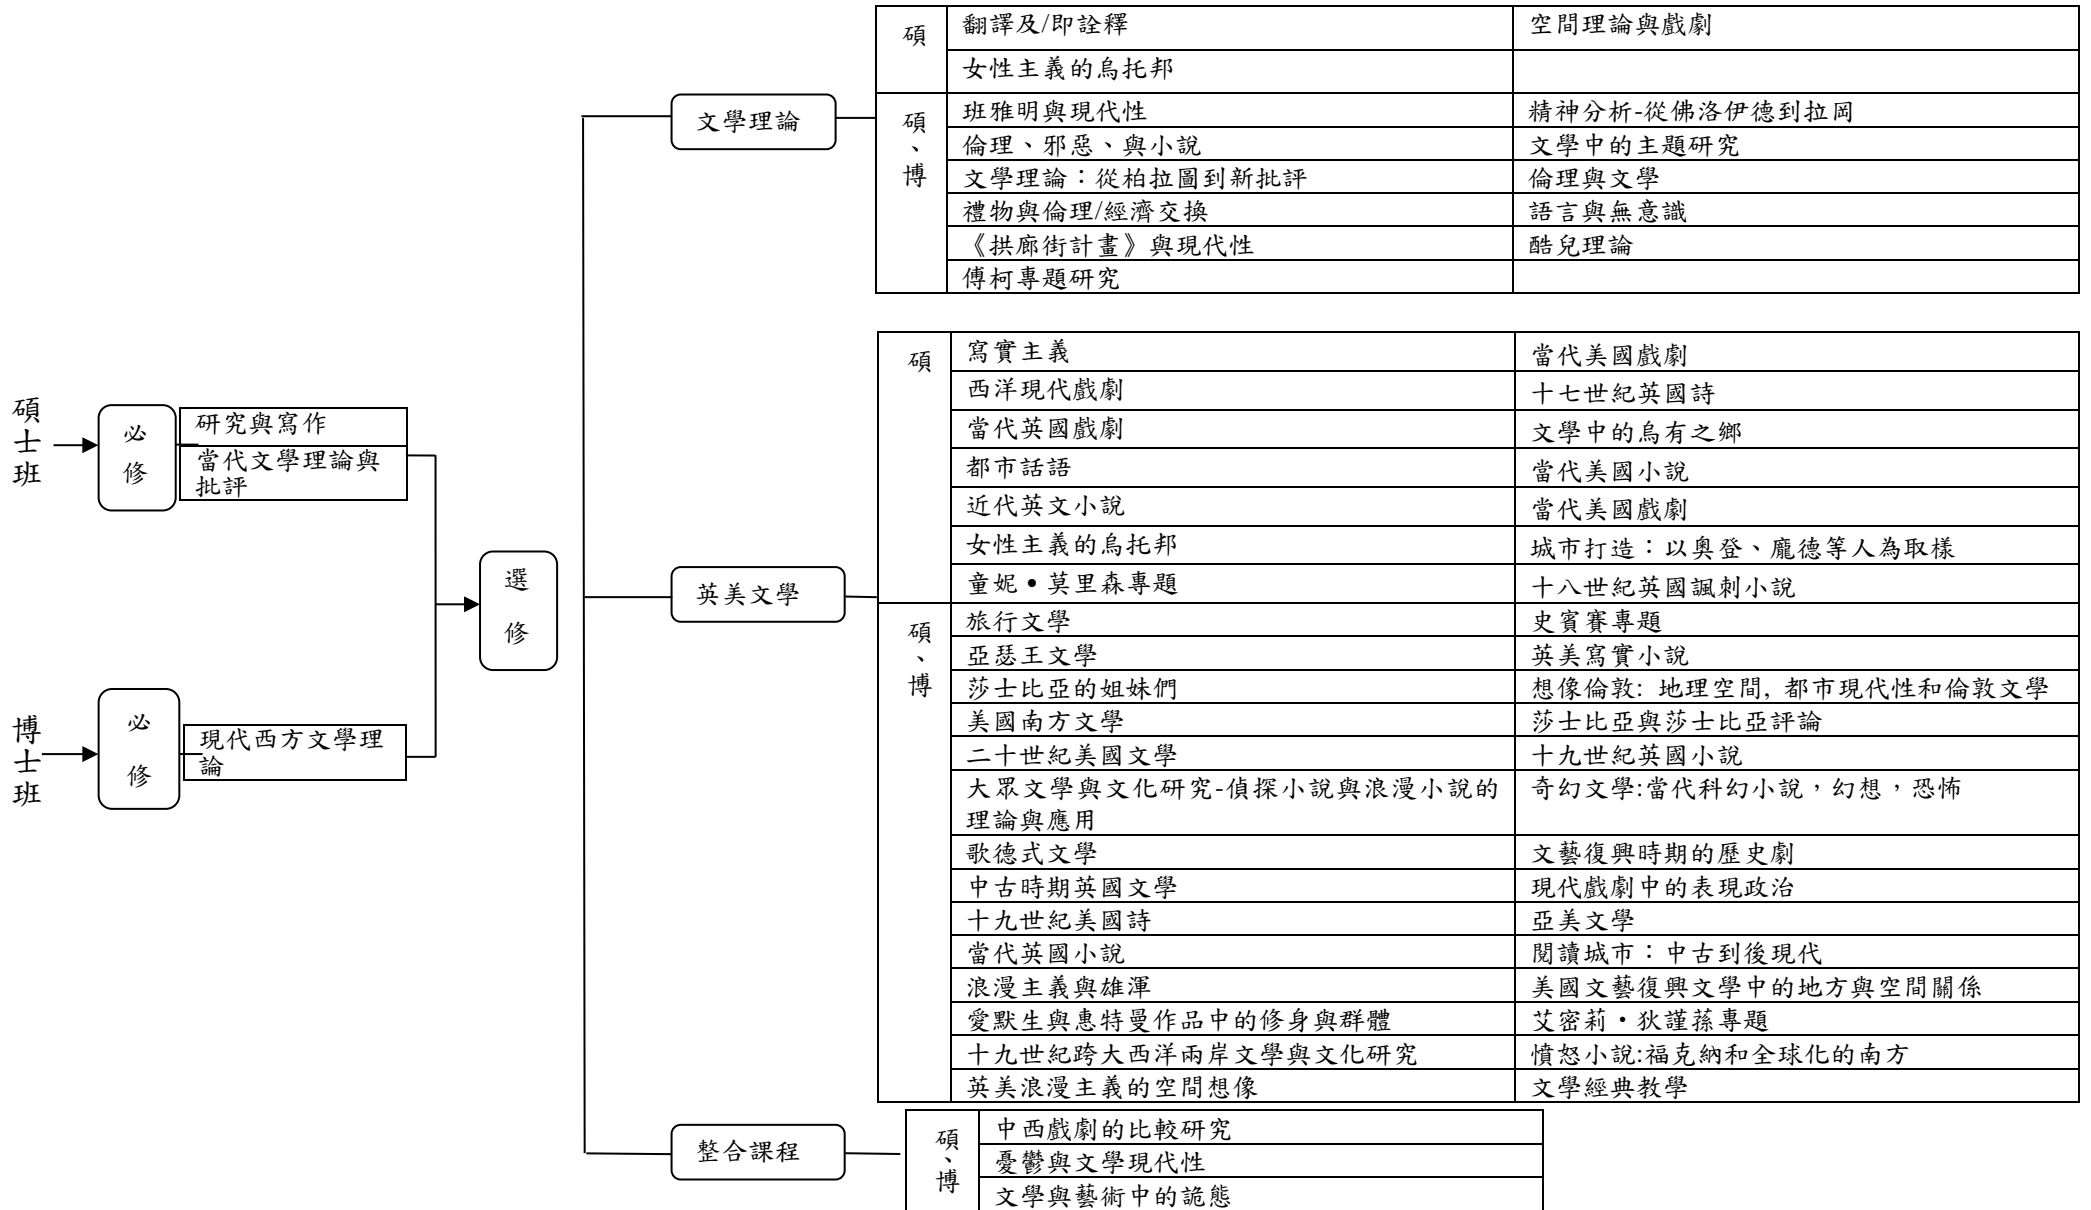 碩士班
必修
研究與寫作
當代文學理論與
批評
博士班
必修
現代西方文學理
論
選修
文學理論
碩
翻譯及/即詮釋
空間理論與戲劇
女性主義的烏托邦
碩、博
班雅明與現代性
精神分析-從佛洛伊德到拉岡
倫理、邪惡、與小說
文學中的主題研究
文學理論：從柏拉圖到新批評
倫理與文學
禮物與倫理/經濟交換
語言與無意識
《拱廊街計畫》與現代性
酷兒理論
傅柯專題研究
英美文學
碩
寫實主義
當代美國戲劇
西洋現代戲劇
十七世紀英國詩
當代英國戲劇
文學中的烏有之鄉
都市話語
當代美國小說
近代英文小說
當代美國戲劇
女性主義的烏托邦
城市打造：以奧登、龐德等人為取樣
童妮•莫里森專題
十八世紀英國諷刺小說
碩、博
旅行文學
史賓賽專題
亞瑟王文學
英美寫實小說
莎士比亞的姐妹們
想像倫敦: 地理空間, 都市現代性和倫敦文學
美國南方文學
莎士比亞與莎士比亞評論
二十世紀美國文學
十九世紀英國小說
大眾文學與文化研究-偵探小說與浪漫小說的
理論與應用
奇幻文學:當代科幻小說，幻想，恐怖
歌德式文學
文藝復興時期的歷史劇
中古時期英國文學
現代戲劇中的表現政治
十九世紀美國詩
亞美文學
當代英國小說
閱讀城市：中古到後現代
浪漫主義與雄渾
美國文藝復興文學中的地方與空間關係
愛默生與惠特曼作品中的修身與群體
艾密莉‧狄謹蓀專題
十九世紀跨大西洋兩岸文學與文化研究
憤怒小說:福克納和全球化的南方
英美浪漫主義的空間想像
文學經典教學
整合課程
碩、博
中西戲劇的比較研究
憂鬱與文學現代性
文學與藝術中的詭態